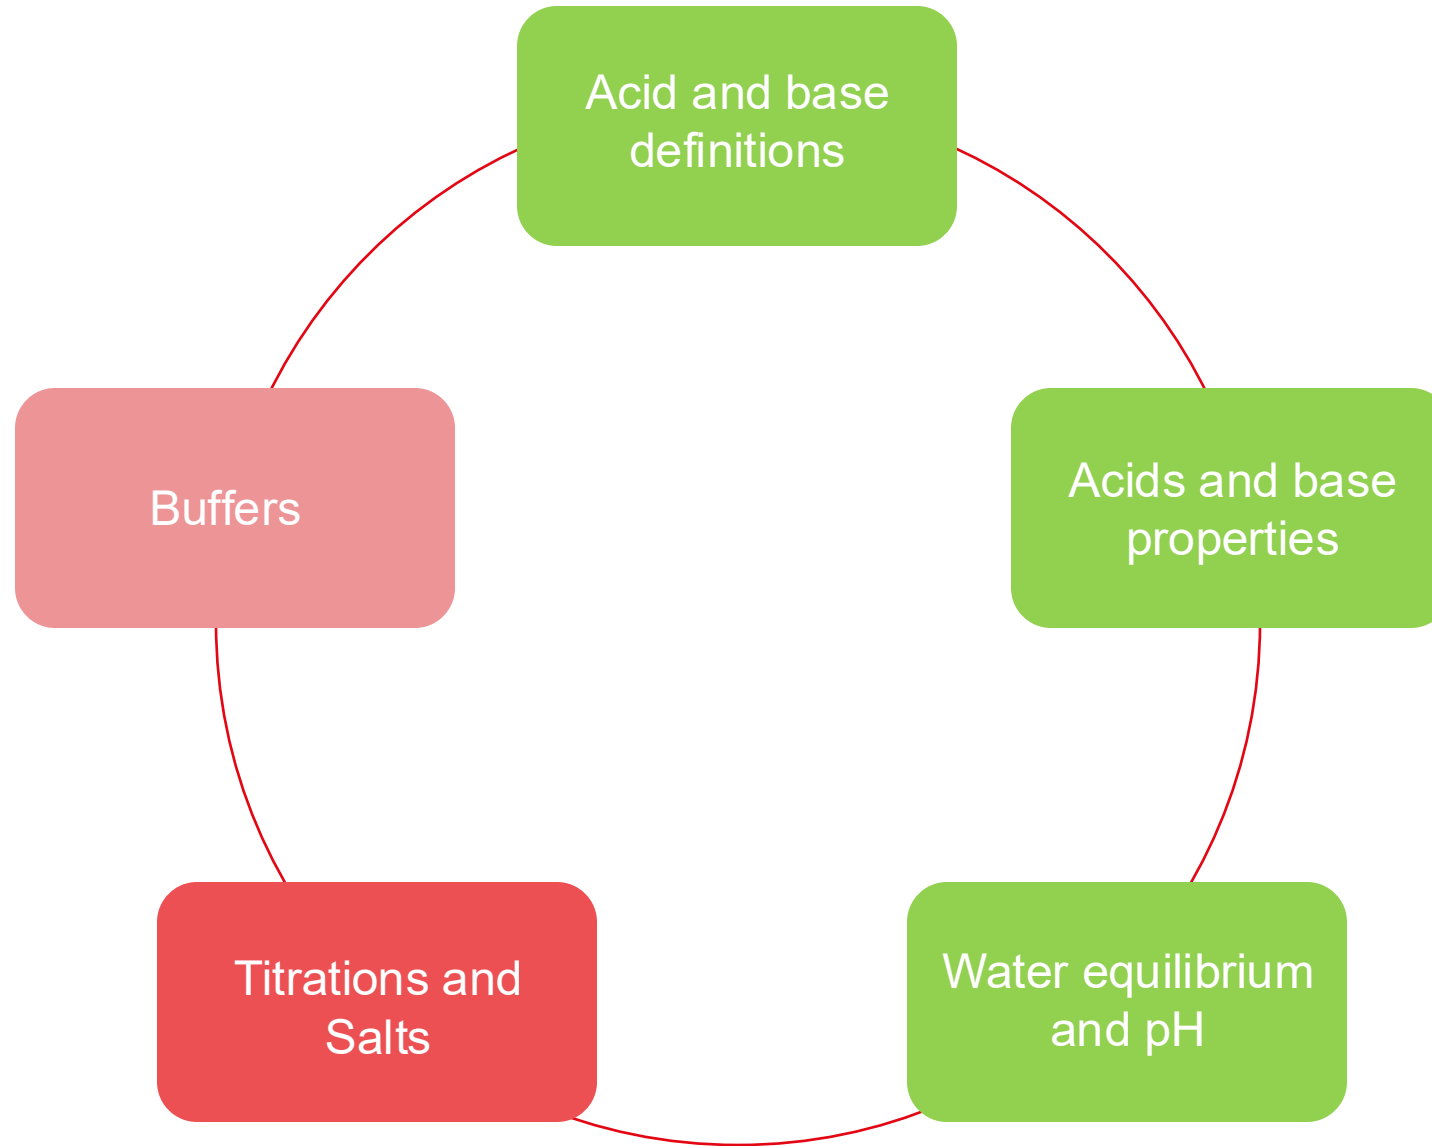 Acid and base
definitions
Acids and base
properties
Water equilibrium
and pH
Titrations and
Salts
Buffers